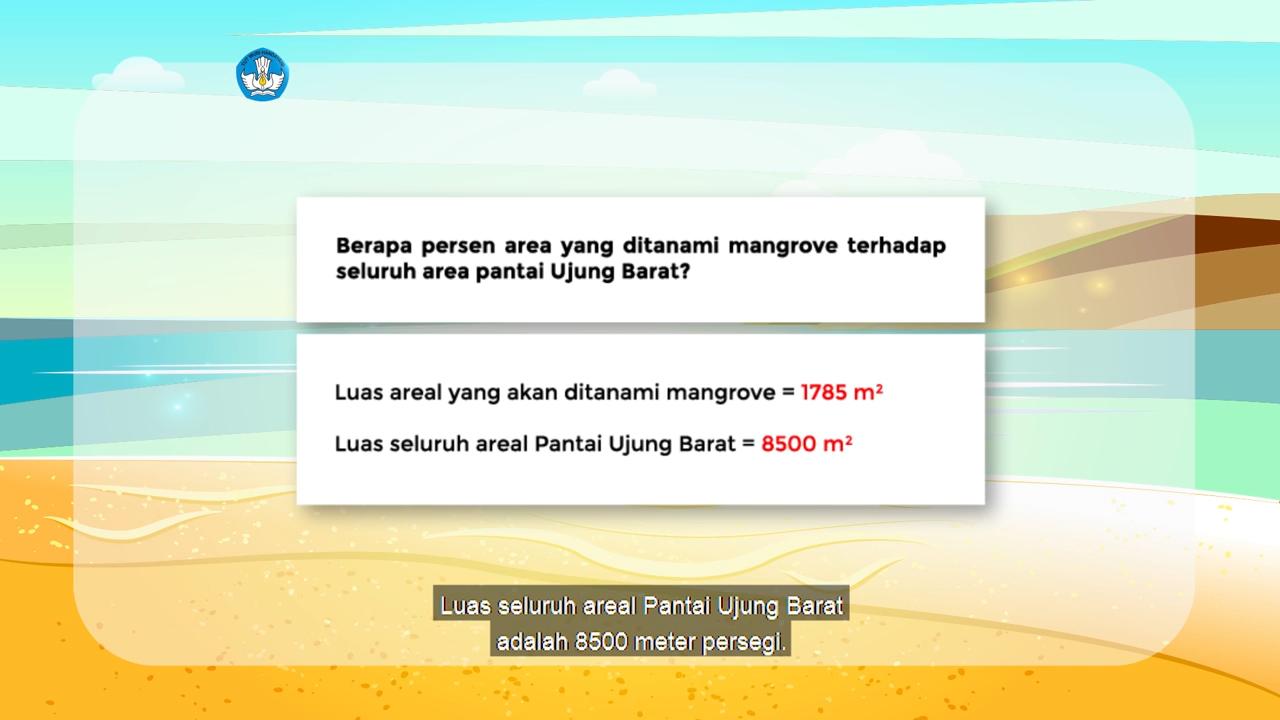 Berapa persen area yang ditanami mangrove terhadap
seluruh area pantai Ujung Barat?
Luas areal yang akan ditanami mangrove = 1785 m²
Luas seluruh areal Pantai Ujung Barat = 8500 m²
Luas seluruh areal Pantai Ujung Barat
adalah 8500 meter persegi.